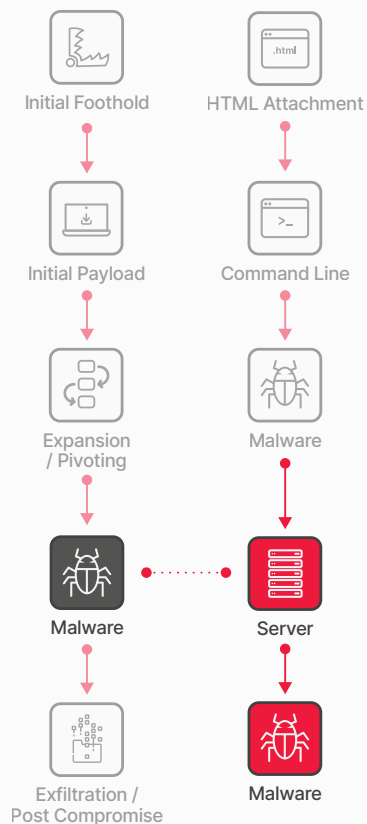 Initial Foothold
.html
HTML Attachment
Initial Payload
>_
Command Line
Expansion
/ Pivoting
Malware
Malware
Server
Exfiltration /
Post Compromise
Malware